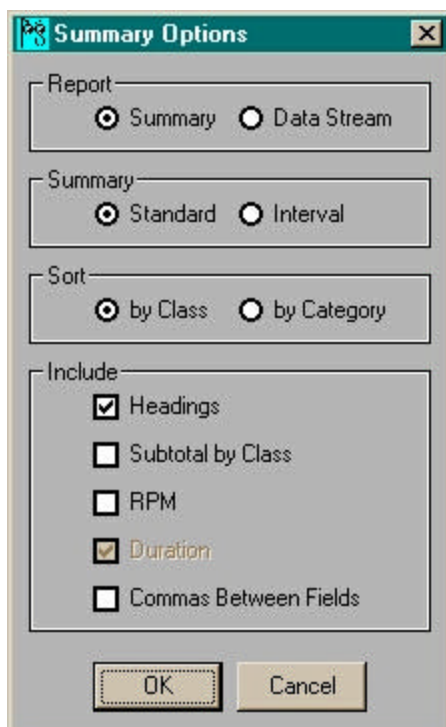 Summary Options
Report
Summary Data Stream
Summary
Standard Interval
Sort
by Class by Category
Include
Headings
Subtotal by Class
RPM
Duration
Commas Between Fields
OK Cancel